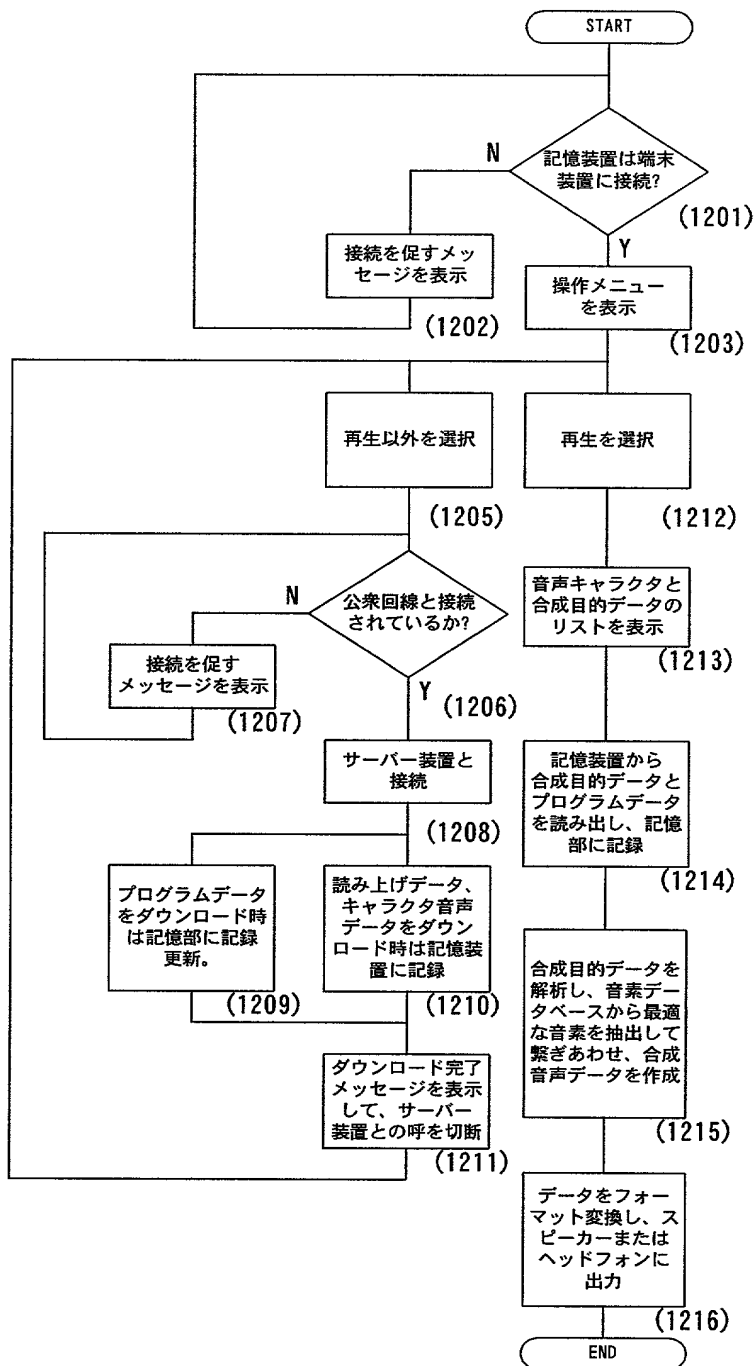 START
記憶装置は端末
装置に接続?
(1201)
N
Y
接続を促すメッ
セージを表示
(1202)
操作メニュー
を表示
(1203)
再生以外を選択
(1205)
再生を選択
(1212)
公衆回線と接続
されているか?
(1206)
N
Y
接続を促す
メッセージを表示
(1207)
サーバー装置と
接続
(1208)
プログラムデータ
をダウンロード時
は記憶部に記録
更新。
(1209)
読み上げデータ、
キャラクタ音声
データをダウン
ロード時は記憶装
置に記録
(1210)
ダウンロード完了
メッセージを表示
して、サーバー
装置との呼を切断
(1211)
音声キャラクタと
合成目的データの
リストを表示
(1213)
記憶装置から
合成目的データと
プログラムデータ
を読み出し、記憶
部に記録
(1214)
合成目的データを
解析し、音素デー
タベースから最適
な音素を抽出して
繋ぎあわせ、合成
音声データを作成
(1215)
データをフォー
マット変換し、ス
ピーカーまたは
ヘッドフォンに
出力
(1216)
END